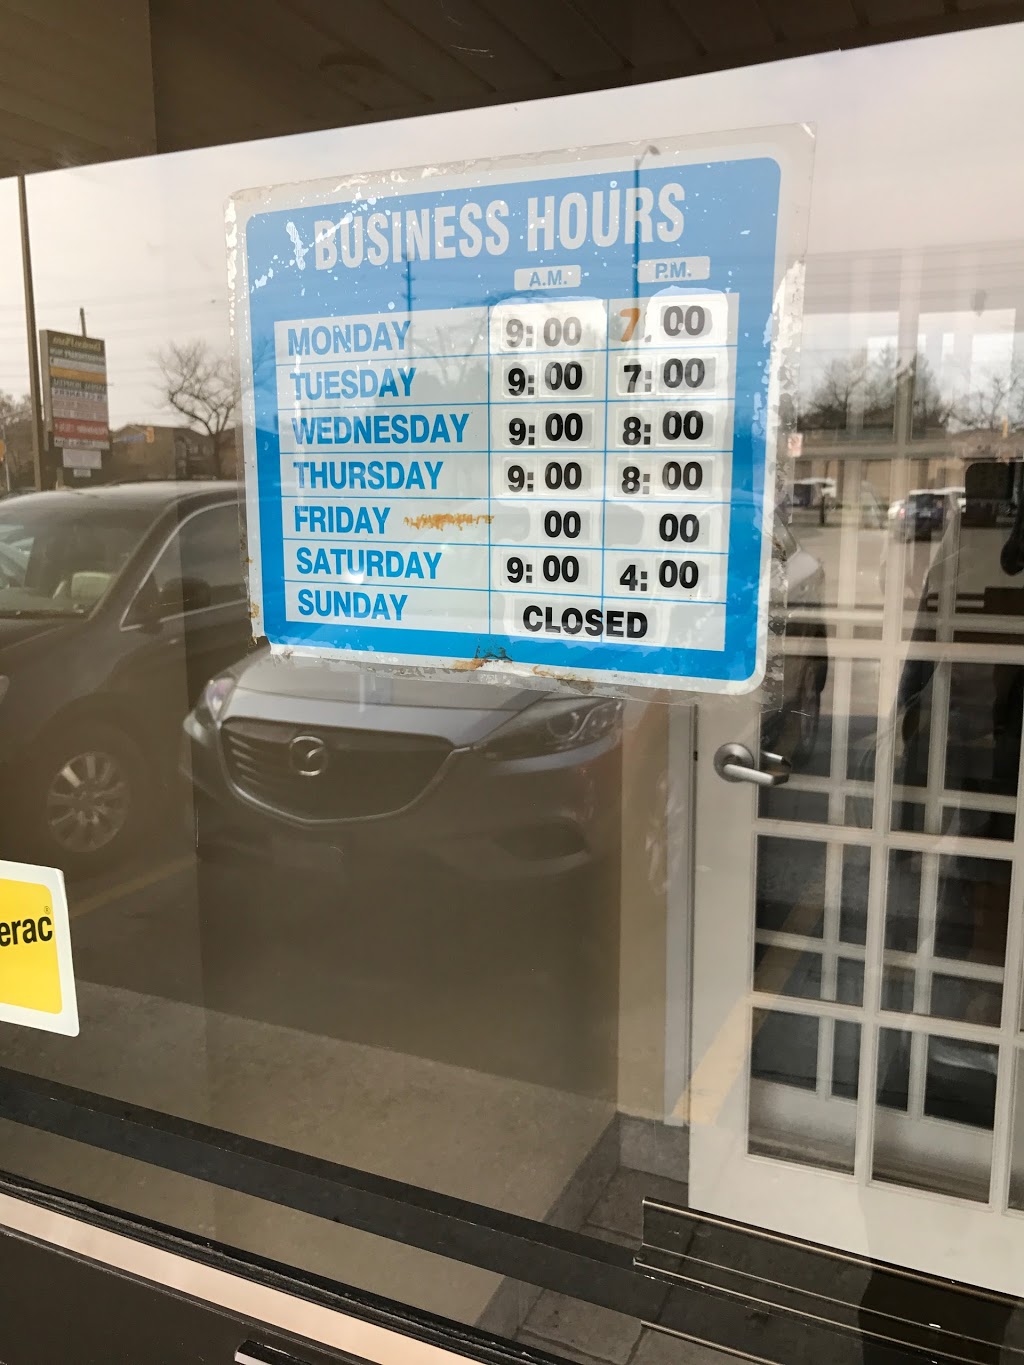 BUSINESS HOURS
A.M. P.M.
MONDAY 9:00 7:00
TUESDAY 9:00 7:00
WEDNESDAY 9:00 8:00
THURSDAY 9:00 8:00
FRIDAY 00 00
SATURDAY 9:00 4:00
SUNDAY CLOSED
erac